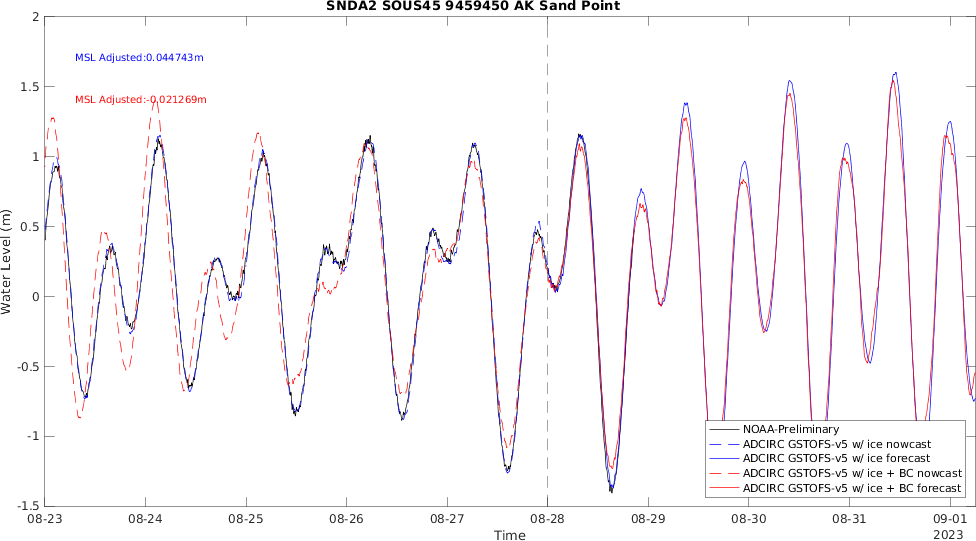 SNDA2 SOUS45 9459450 AK Sand Point
2
1.5
1
0.5
0
-0.5
-1
-1.5
Water Level (m)
MSL Adjusted:0.044743m
MSL Adjusted:-0.021269m
NOAA-Preliminary
ADCIRC GSTOFS-v5 w/ ice nowcast
ADCIRC GSTOFS-v5 w/ ice forecast
ADCIRC GSTOFS-v5 w/ ice + BC nowcast
ADCIRC GSTOFS-v5 w/ ice + BC forecast
08-23 08-24 08-25 08-26 08-27 08-28 08-29 08-30 08-31 09-01
Time
2023